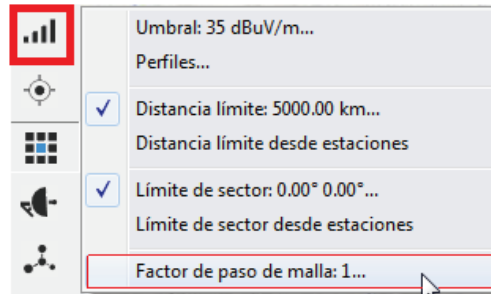 Umbral: 35 dBuV/m...
Perfiles...
Distancia límite: 5000.00 km...
Distancia límite desde estaciones
Límite de sector: 0.00° 0.00°...
Límite de sector desde estaciones
Factor de paso de malla: 1...